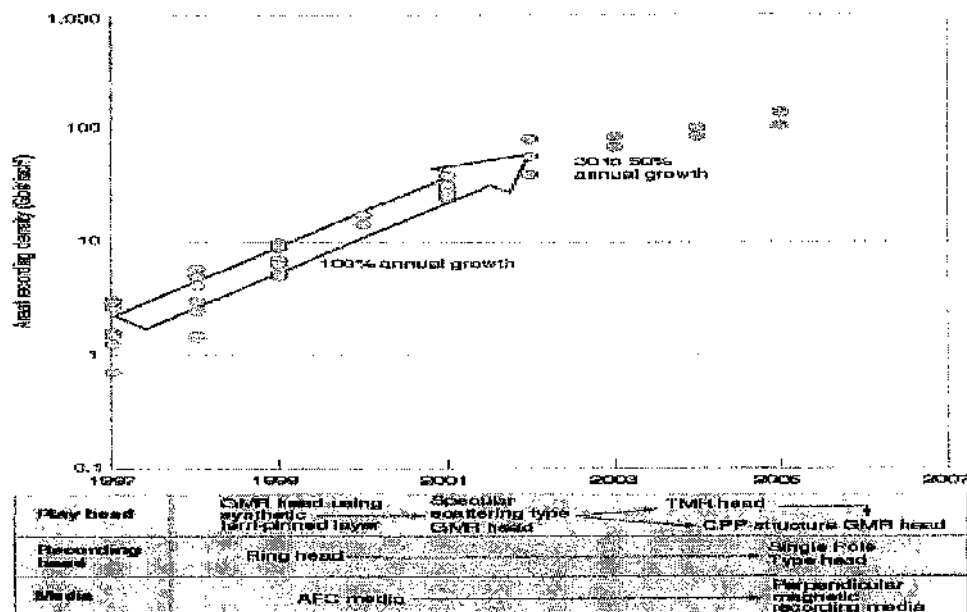 1,000
100
10
1
0.1
Areal recording density
30 to 50%
annual growth
100% annual growth
1997
1999
2001
2003
2005
2007
Play head
GMR head using
synthetic
ferri-pinned layer
Specular
scattering type
GMR head
TMR head
CPP-structure GMR head
Recording
head
Ring head
Single Pole
Type head
Media
AFC media
Perpendicular
magnetic
recording media